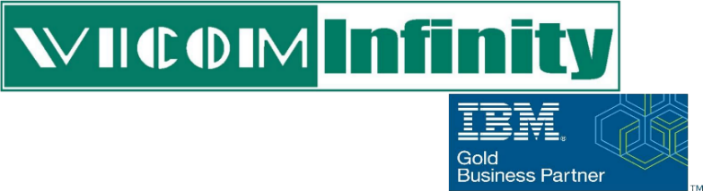 VICOM Infinity
IBM®
Gold
Business Partner
TM